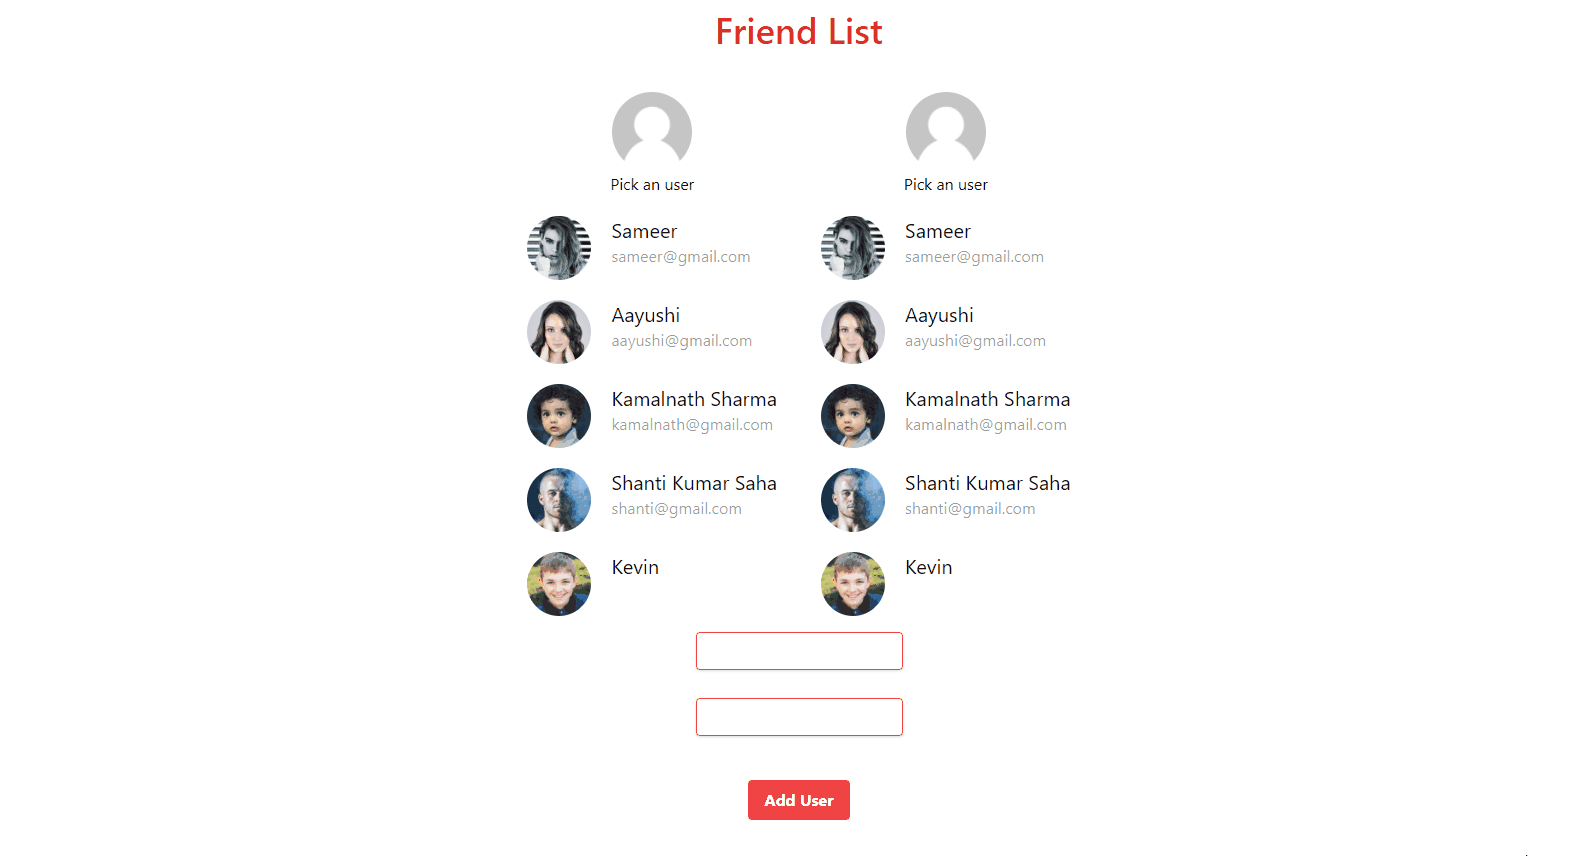 Friend List
Pick an user
Sameer
sameer@gmail.com
Aayushi
aayushi@gmail.com
Kamalnath Sharma
kamalnath@gmail.com
Shanti Kumar Saha
shanti@gmail.com
Kevin
Pick an user
Sameer
sameer@gmail.com
Aayushi
aayushi@gmail.com
Kamalnath Sharma
kamalnath@gmail.com
Shanti Kumar Saha
shanti@gmail.com
Kevin
Add User